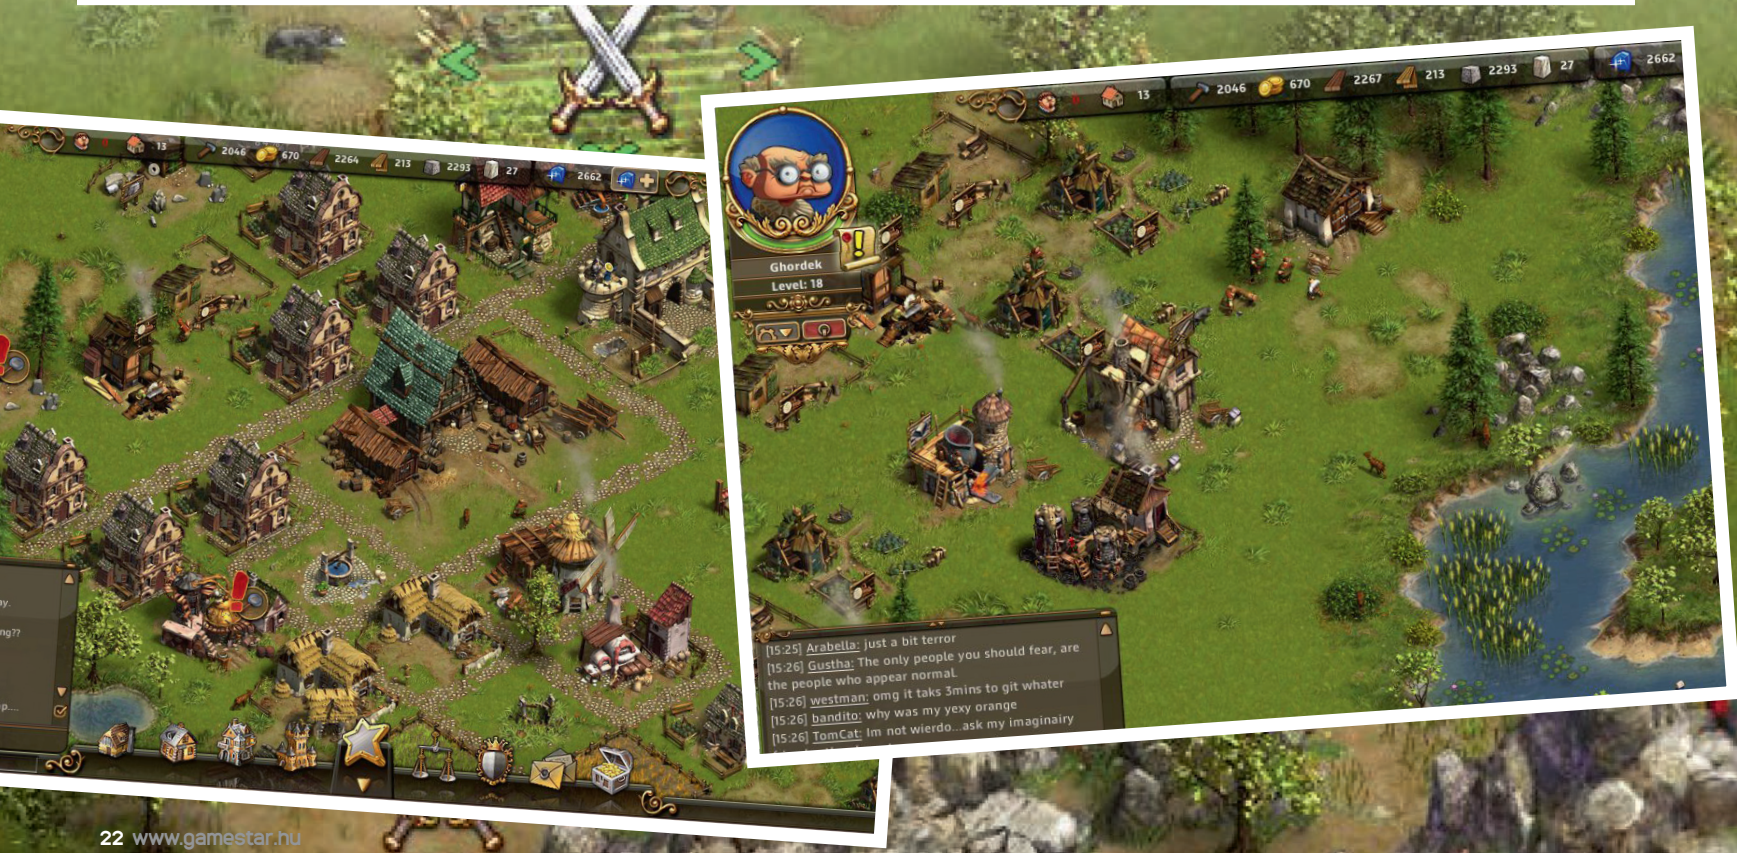 13 2046 670 2264 213 2293 27 2662
13 2046 670 2267 213 2293 27 2662
Ghordek
Level: 18
[15:25] Arabella: just a bit terror
[15:26] Gustha: The only people you should fear, are
the people who appear normal.
[15:26] westman: omg it taks 3mins to git whater
[15:26] bandito: why was my yexy orange
[15:26] TomCat: Im not wierdo...ask my imaginairy
22 www.gamestar.hu